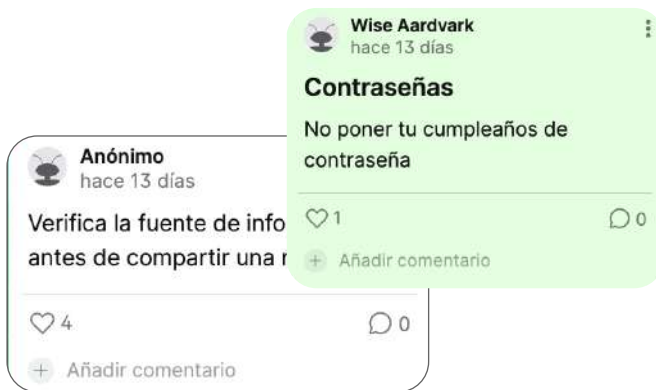 Wise Aardvark
hace 13 días
Contraseñas
No poner tu cumpleaños de
contraseña
1
0
Añadir comentario
Anónimo
hace 13 días
Verifica la fuente de
antes de compartir una
4
0
Añadir comentario